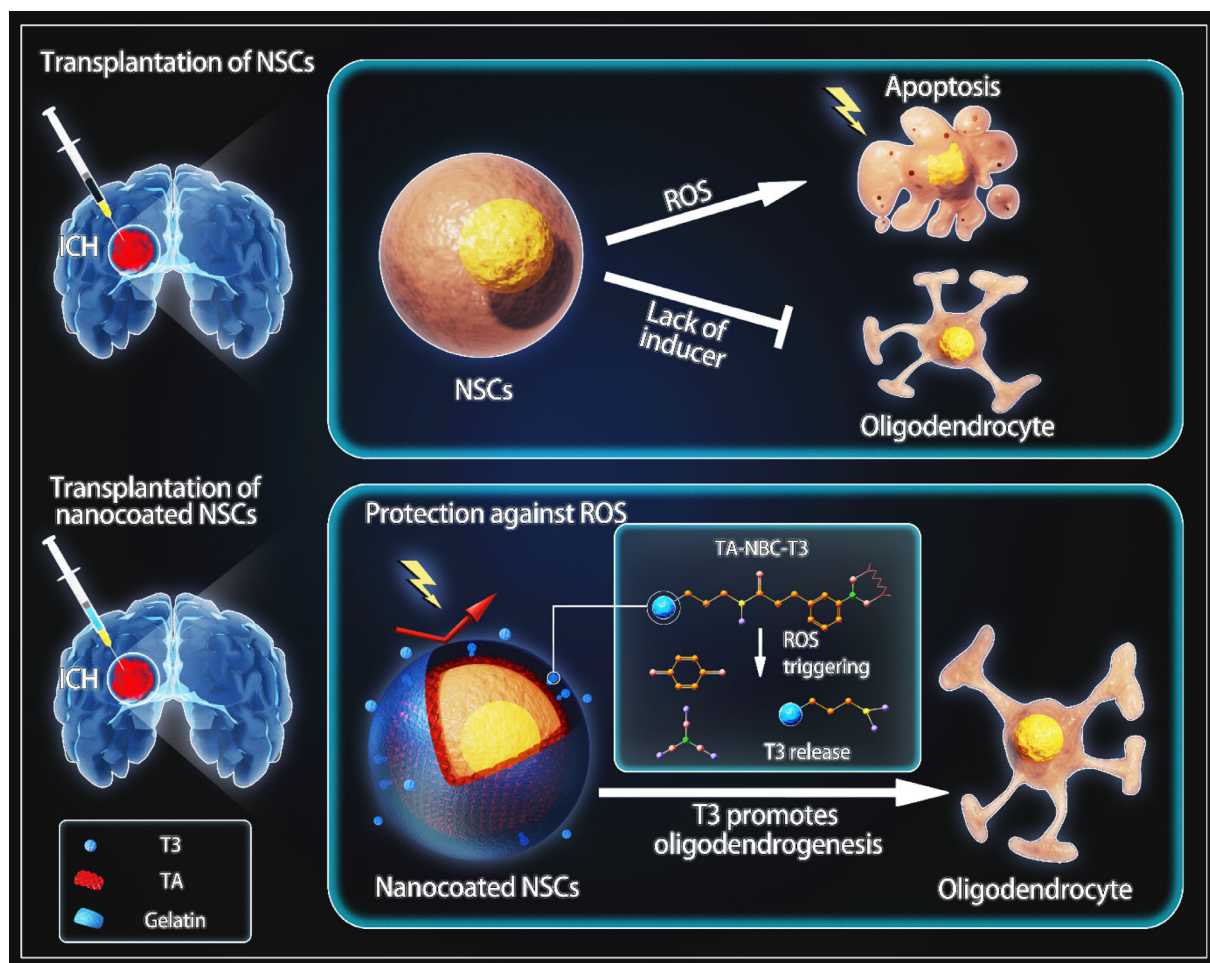 Transplantation of NSCs
ICH
NSCs
ROS
Lack of
inducer
Apoptosis
Oligodendrocyte
Transplantation of
nanocoated NSCs
ICH
T3
TA
Gelatin
Protection against ROS
TA-NBC-T3
ROS
triggering
T3 release
Nanocoated NSCs
T3 promotes
oligodendrogenesis
Oligodendrocyte